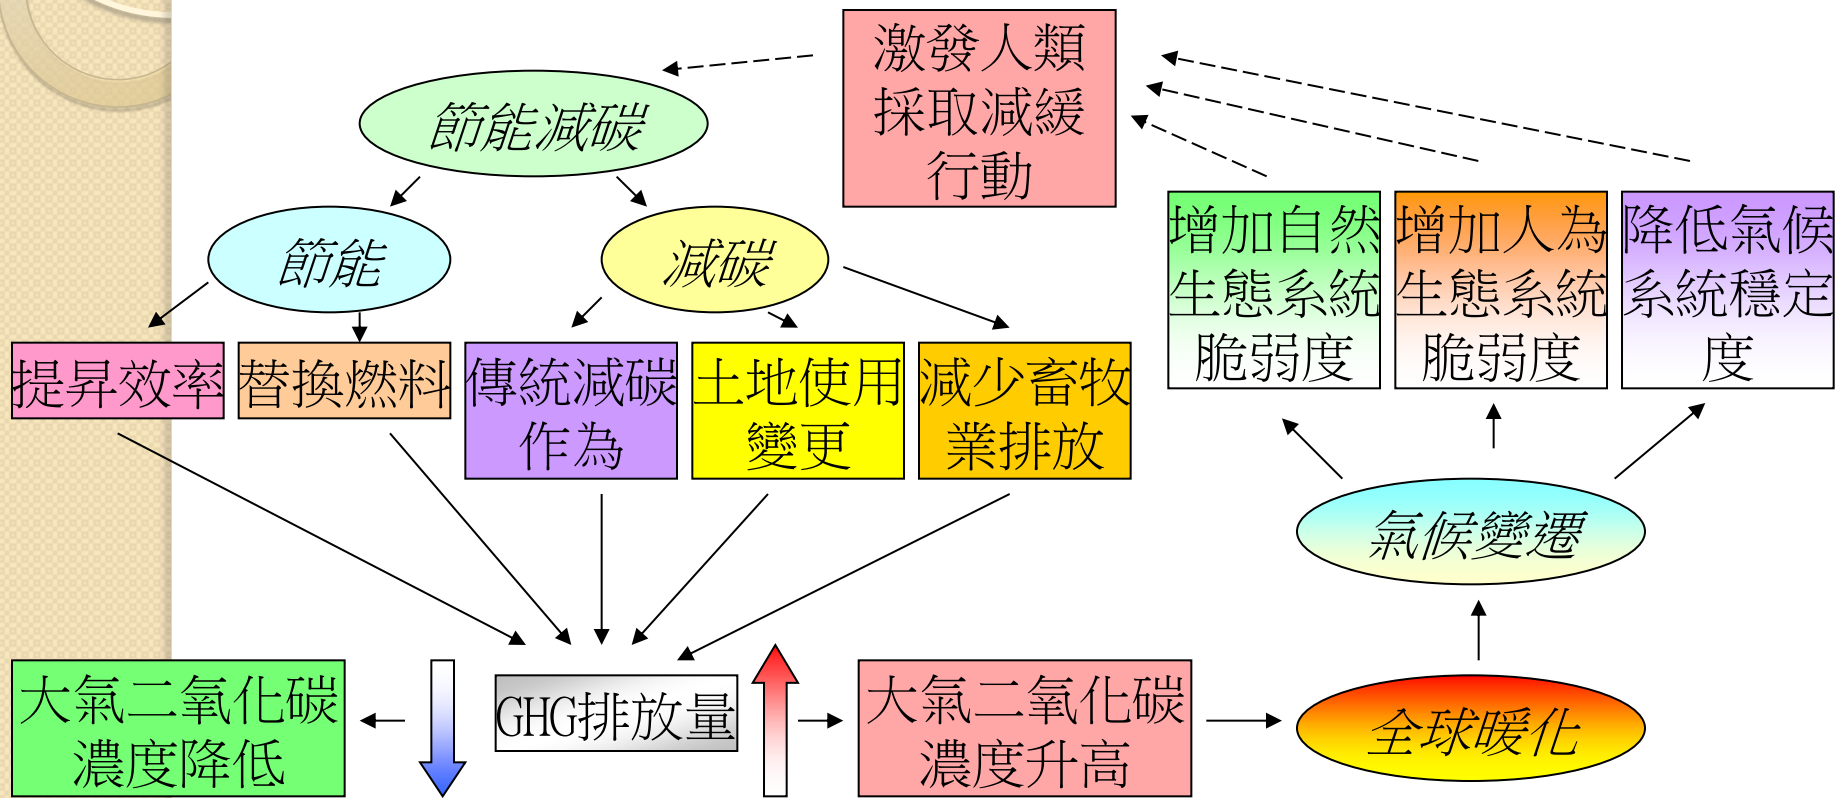 激發人類
採取減緩
行動
節能減碳
節能
減碳
增加自然
生態系統
脆弱度
增加人為
生態系統
脆弱度
降低氣候
系統穩定
度
提昇效率
替換燃料
傳統減碳
作為
土地使用
變更
減少畜牧
業排放
氣候變遷
大氣二氧化碳
濃度降低
GHG排放量
大氣二氧化碳
濃度升高
全球暖化